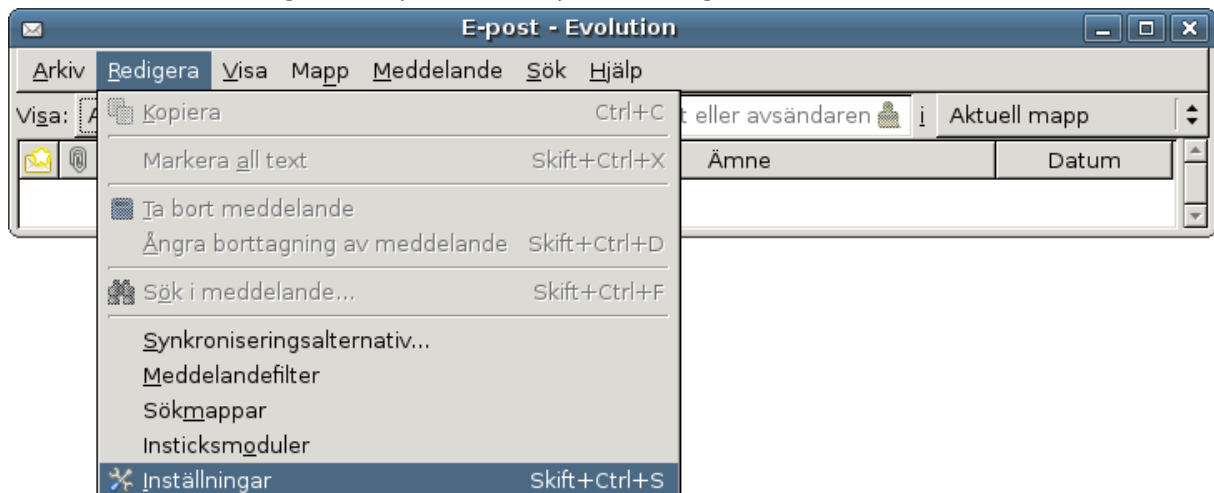 E-post - Evolution
Arkiv Redigera Visa Mapp Meddelande Sök Hjälp
Visa: eller avsändaren i Aktuell mapp
Ämne Datum
Kopiera Ctrl+C
Markera all text Skift+Ctrl+X
Ta bort meddelande
Ångra borttagning av meddelande Skift+Ctrl+D
Sök i meddelande... Skift+Ctrl+F
Synkroniseringsalternativ...
Meddelandefilter
Sökmappar
Insticksmoduler
Inställningar Skift+Ctrl+S